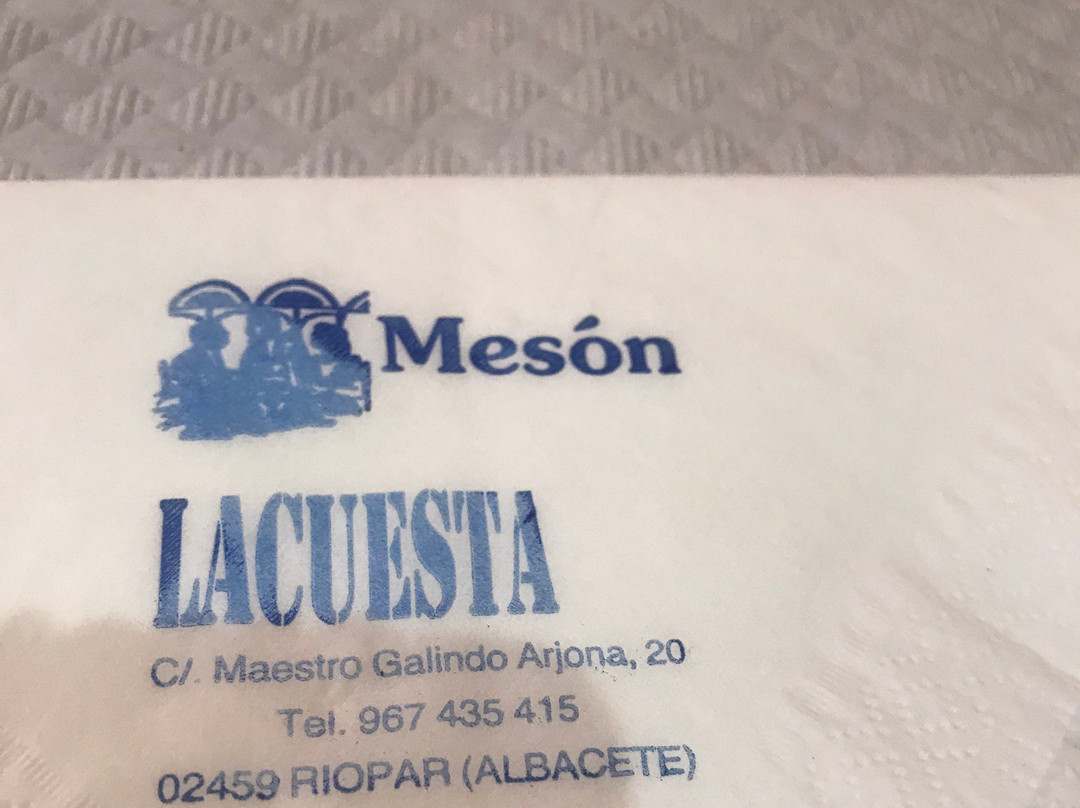 Mesón
LACUESTA
C/. Maestro Galindo Arjona, 20
Tel. 967 435 415
02459 RIOPAR (ALBACETE)